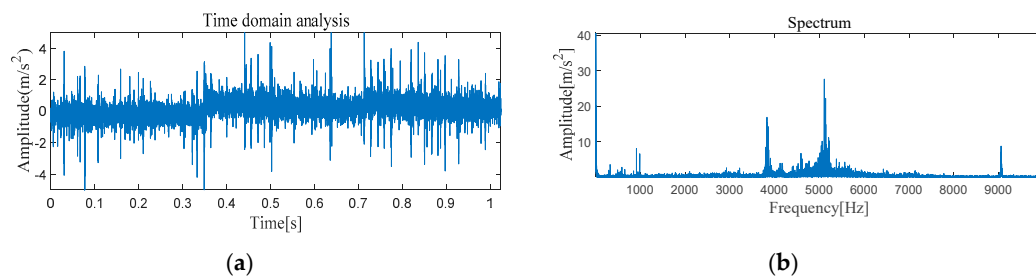 Time domain analysis
Amplitude(m/s²)
4
2
0
-2
-4
0 0.1 0.2 0.3 0.4 0.5 0.6 0.7 0.8 0.9 1
Time[s]
(a)
Spectrum
Amplitude[m/s²]
40
30
20
10
1000 2000 3000 4000 5000 6000 7000 8000 9000
Frequency[Hz]
(b)